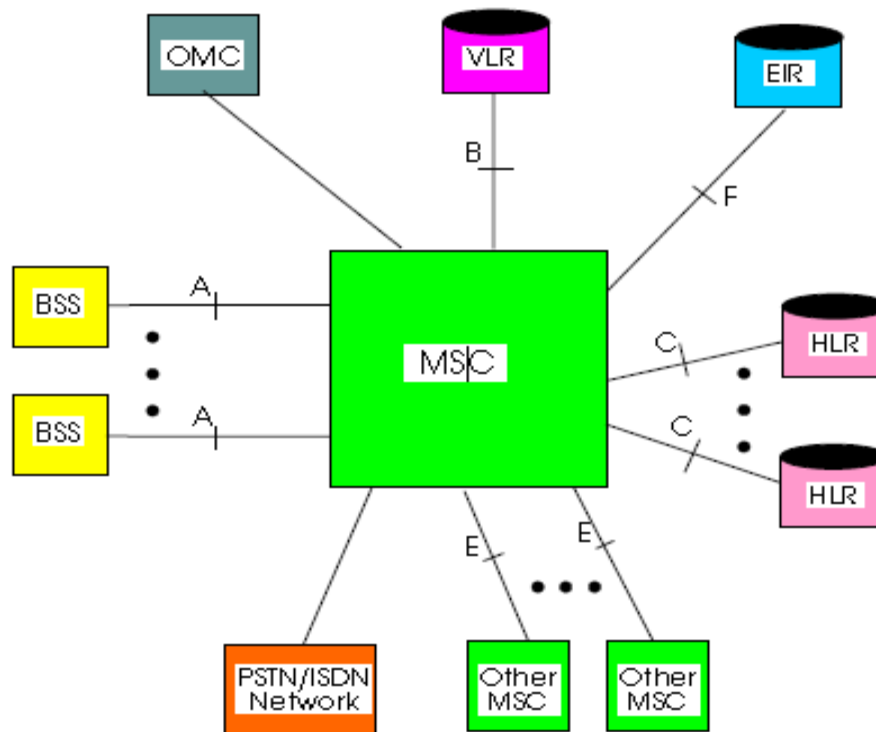 OMC
VLR
EIR
B
F
BSS
A
MSC
C
HLR
BSS
A
C
HLR
E
E
PSTN/ISDN
Network
Other
MSC
Other
MSC